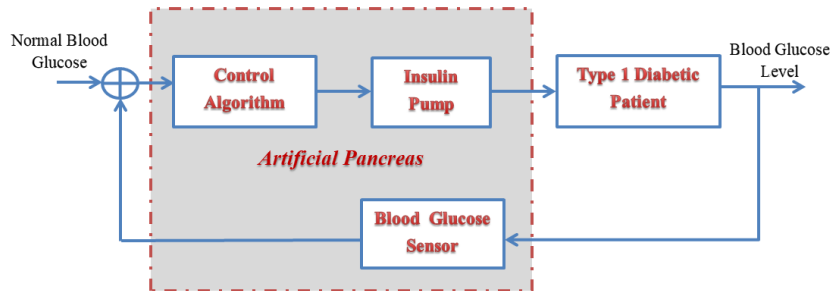 Normal Blood
Glucose
Control
Algorithm
Insulin
Pump
Type 1 Diabetic
Patient
Blood Glucose
Level
Artificial Pancreas
Blood Glucose
Sensor